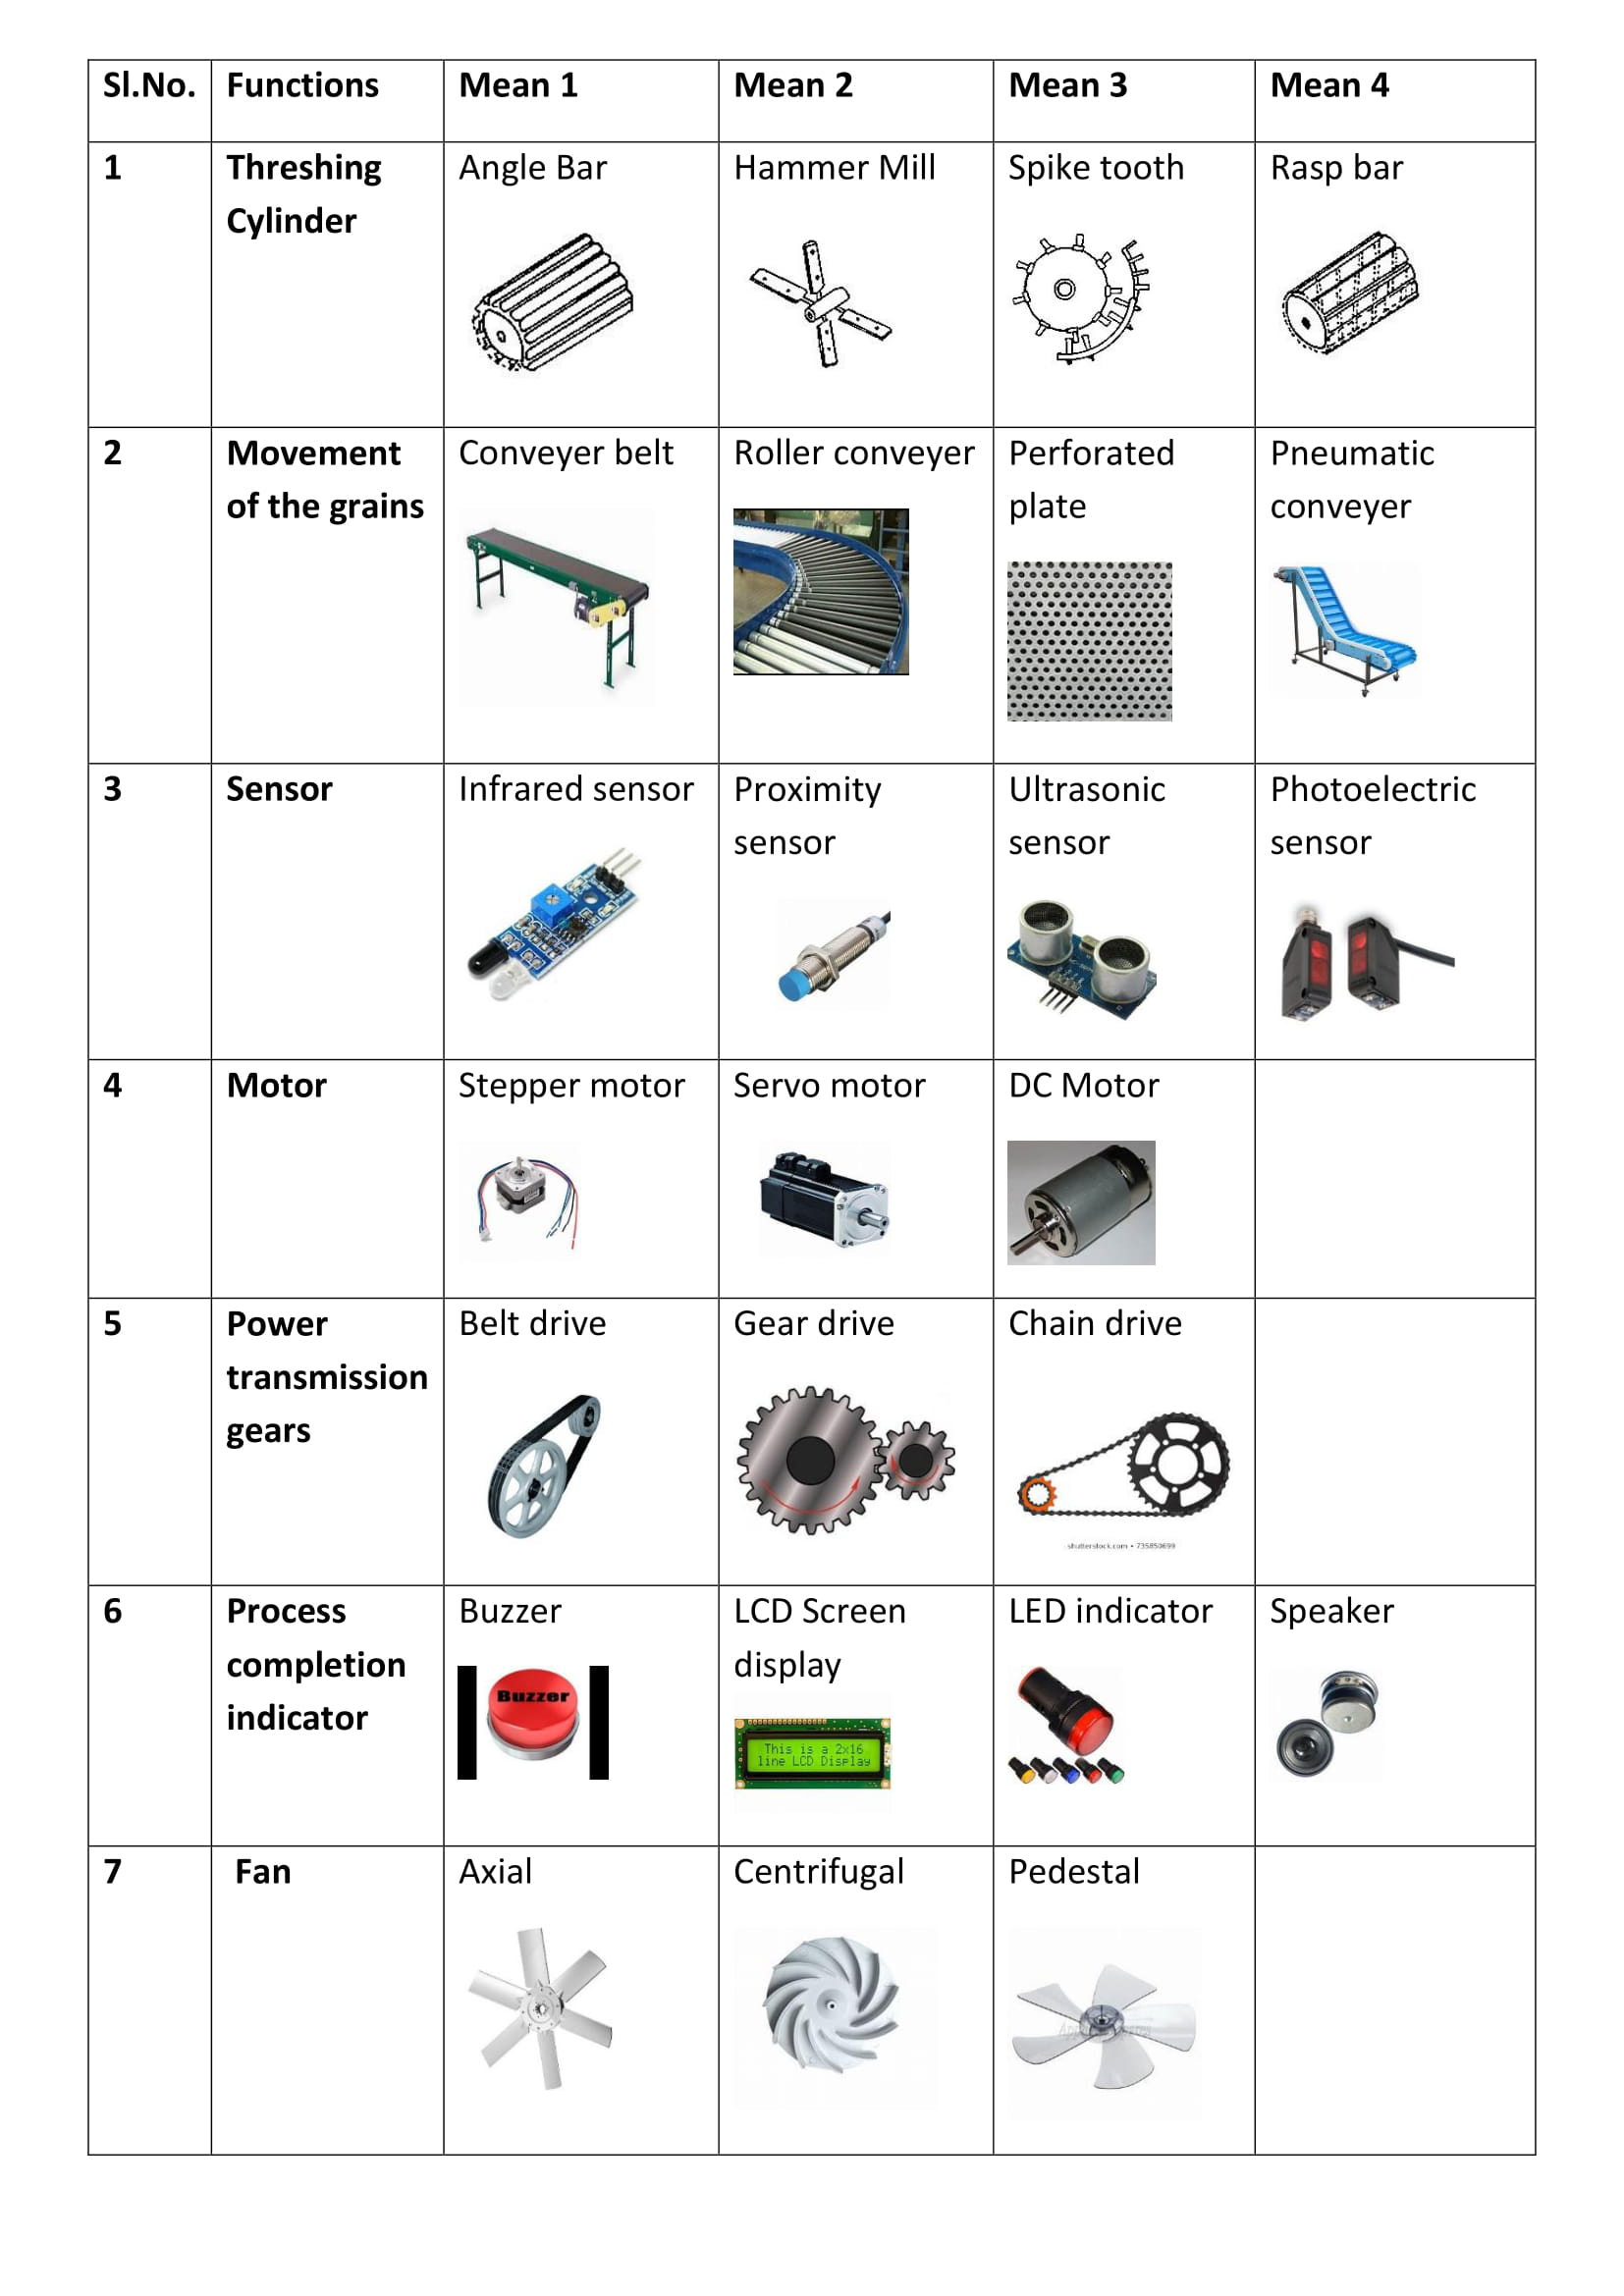 Sl.No. Functions Mean 1 Mean 2 Mean 3 Mean 4
1 Threshing Angle Bar Hammer Mill Spike tooth Rasp bar
Cylinder
2 Movement Conveyer belt Roller conveyer Perforated Pneumatic
of the grains plate conveyer
3 Sensor Infrared sensor Proximity Ultrasonic Photoelectric
sensor sensor sensor
4 Motor Stepper motor Servo motor DC Motor
5 Power Belt drive Gear drive Chain drive
transmission
gears
shutterstock.com • 735850699
6 Process Buzzer LCD Screen LED indicator Speaker
completion display
indicator
Buzzer
This is a 2x16
line LCD Display
7 Fan Axial Centrifugal Pedestal